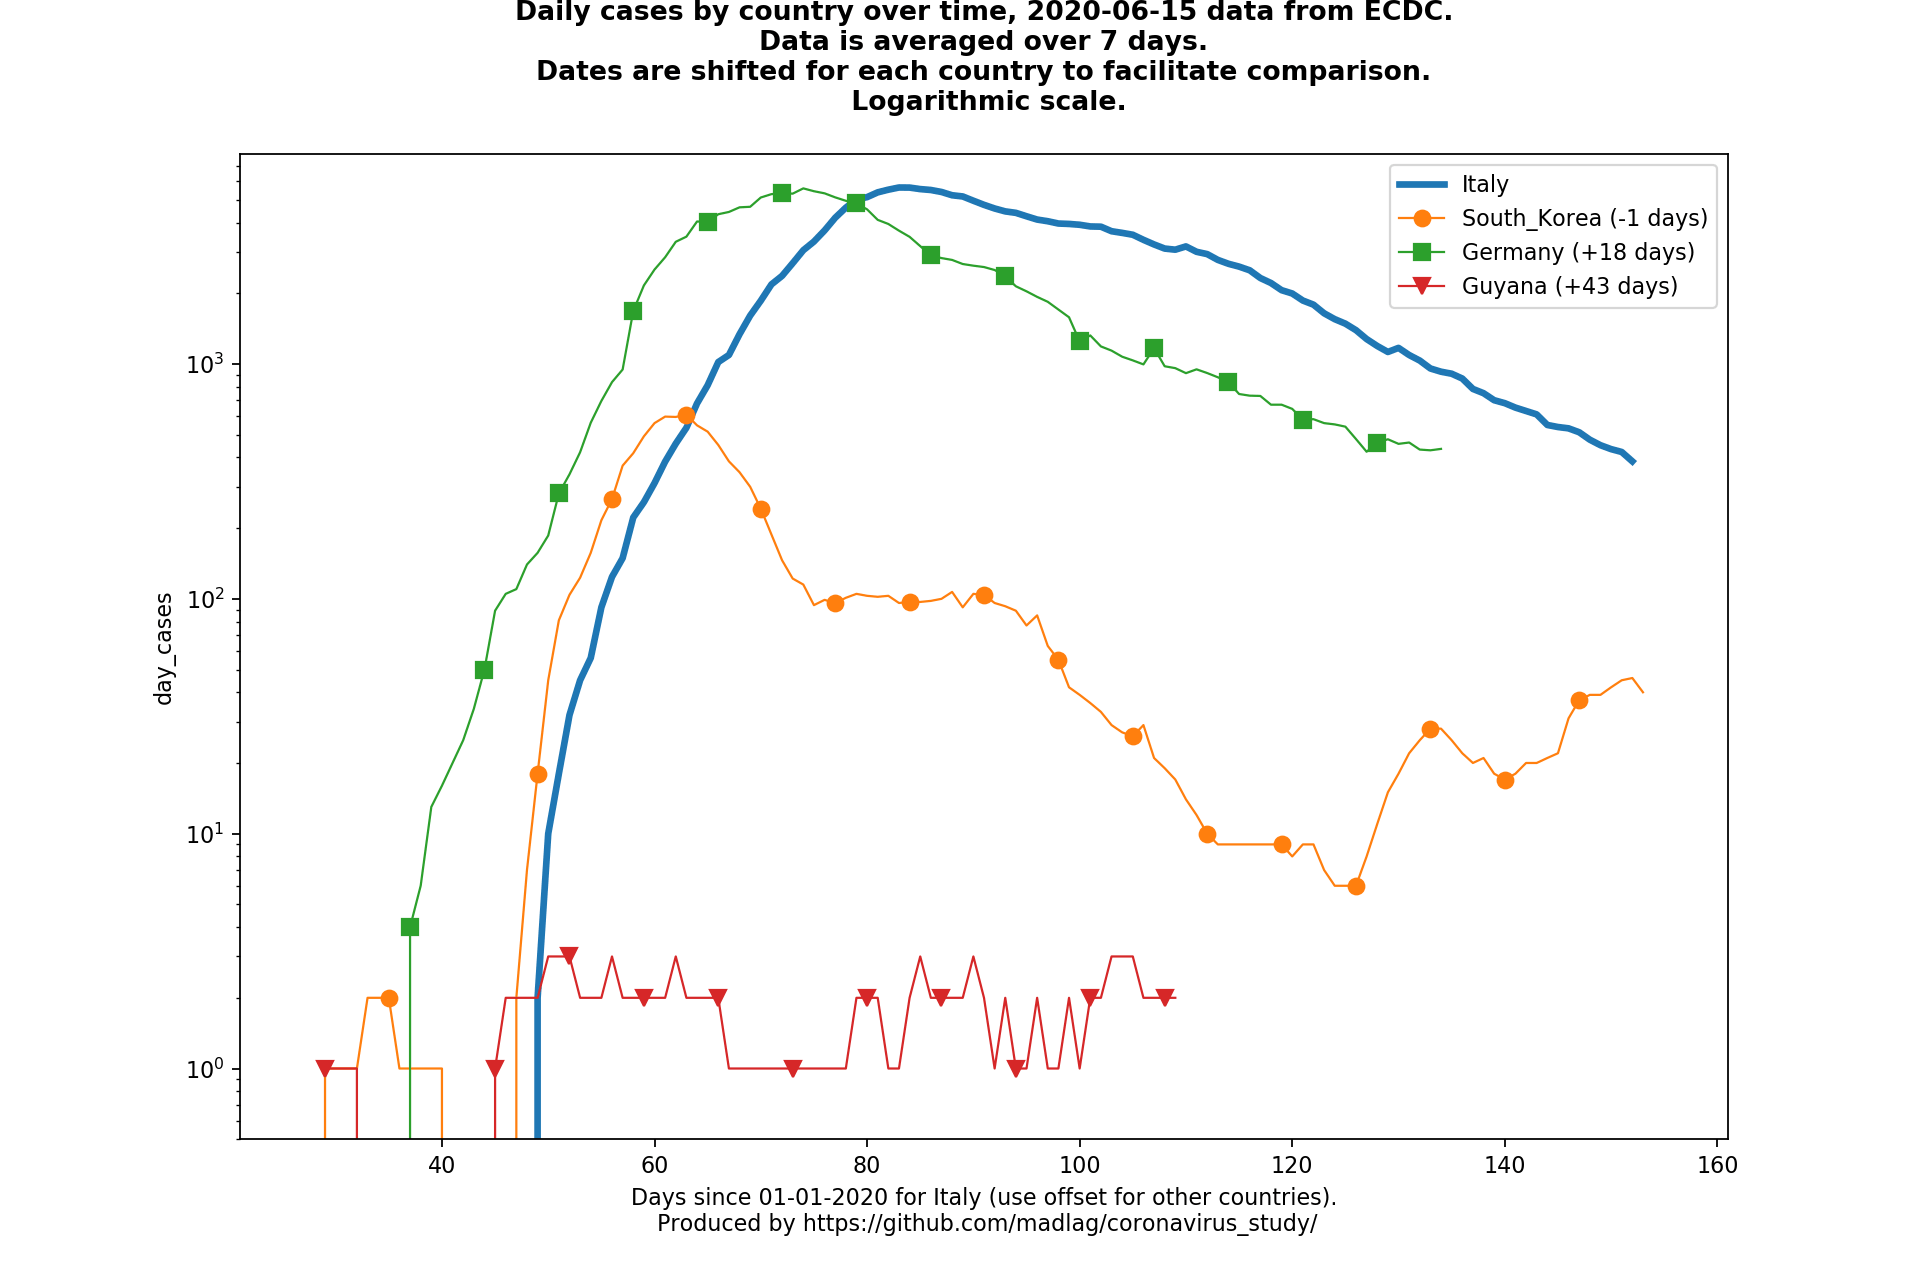 Daily cases by country over time, 2020-06-15 data from ECDC.
Data is averaged over 7 days.
Dates are shifted for each country to facilitate comparison.
Logarithmic scale.
Italy
South_Korea (-1 days)
Germany (+18 days)
Guyana (+43 days)
day_cases
10³
10²
10¹
10⁰
40 60 80 100 120 140 160
Days since 01-01-2020 for Italy (use offset for other countries).
Produced by https://github.com/madlag/coronavirus_study/